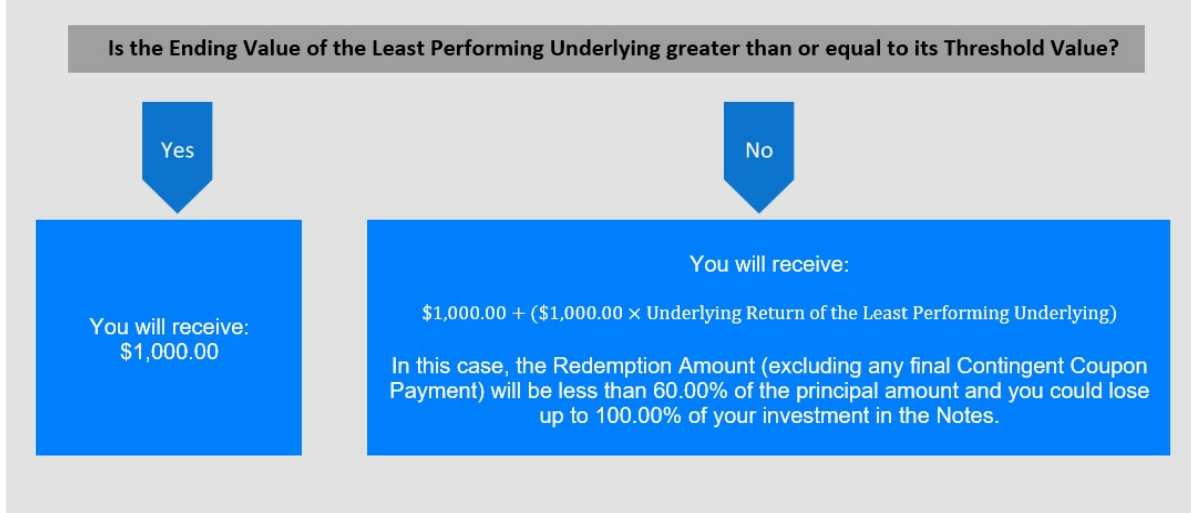 Is the Ending Value of the Least Performing Underlying greater than or equal to its Threshold Value?
Yes
No
You will receive:
$1,000.00
You will receive:
$1,000.00 + ($1,000.00 × Underlying Return of the Least Performing Underlying)
In this case, the Redemption Amount (excluding any final Contingent Coupon
Payment) will be less than 60.00% of the principal amount and you could lose
up to 100.00% of your investment in the Notes.